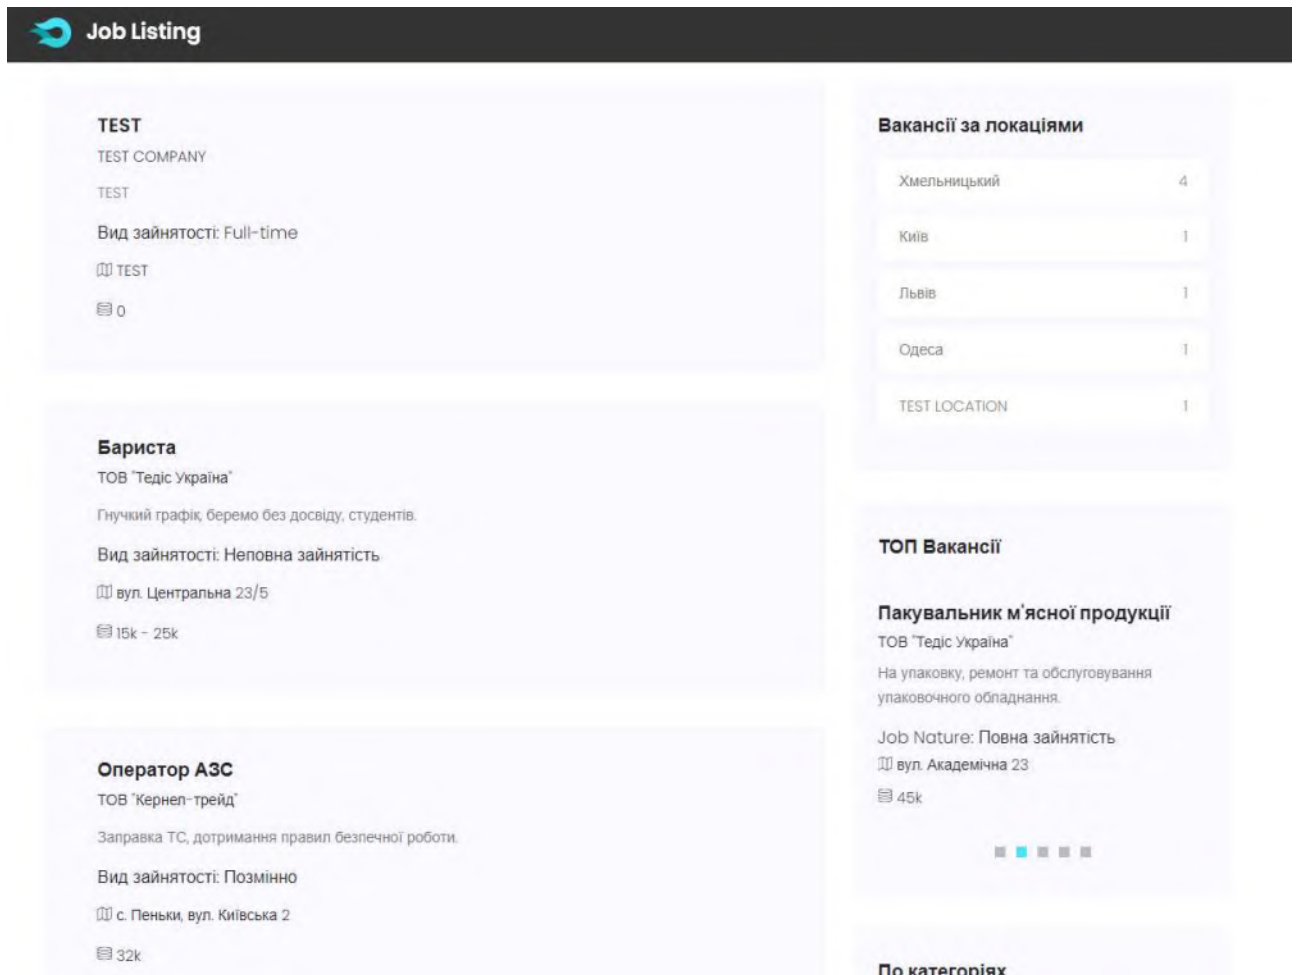 Job Listing
TEST
TEST COMPANY
TEST
Вид зайнятості: Full-time
TEST
0
Бариста
ТОВ "Тедіс Україна"
Гнучкий графік, беремо без досвіду, студентів.
Вид зайнятості: Неповна зайнятість
вул. Центральна 23/5
15k - 25k
Оператор АЗС
ТОВ "Кернел-трейд"
Заправка ТС, дотримання правил безпечної роботи.
Вид зайнятості: Позмінно
с. Пеньки, вул. Київська 2
32k
Вакансії за локаціями
Хмельницький 4
Київ 1
Львів 1
Одеса 1
TEST LOCATION 1
ТОП Вакансії
Пакувальник м'ясної продукції
ТОВ "Тедіс Україна"
На упаковку, ремонт та обслуговування
упаковочного обладнання.
Job Nature: Повна зайнятість
вул. Академічна 23
45k
По категоріях